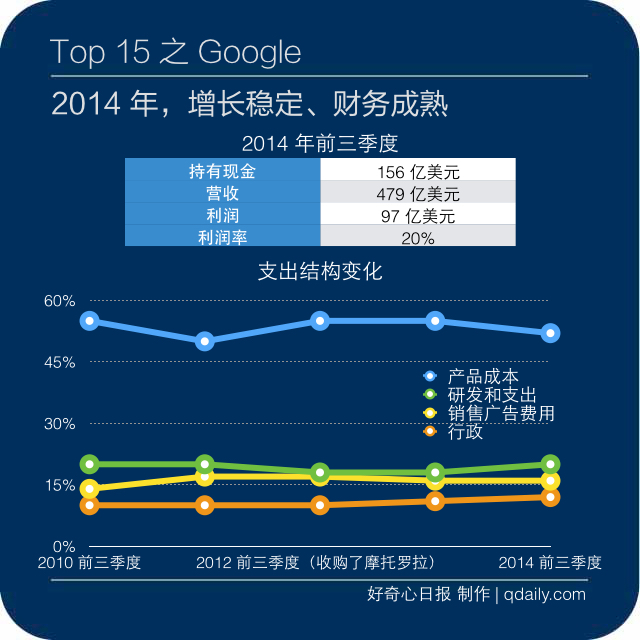 Top 15 之 Google
2014 年，增长稳定、财务成熟
2014 年前三季度
持有现金 156 亿美元
营收 479 亿美元
利润 97 亿美元
利润率 20%
支出结构变化
60%
45%
30%
15%
0%
产品成本
研发和支出
销售广告费用
行政
2010 前三季度 2012 前三季度（收购了摩托罗拉） 2014 前三季度
好奇心日报 制作 | qdaily.com